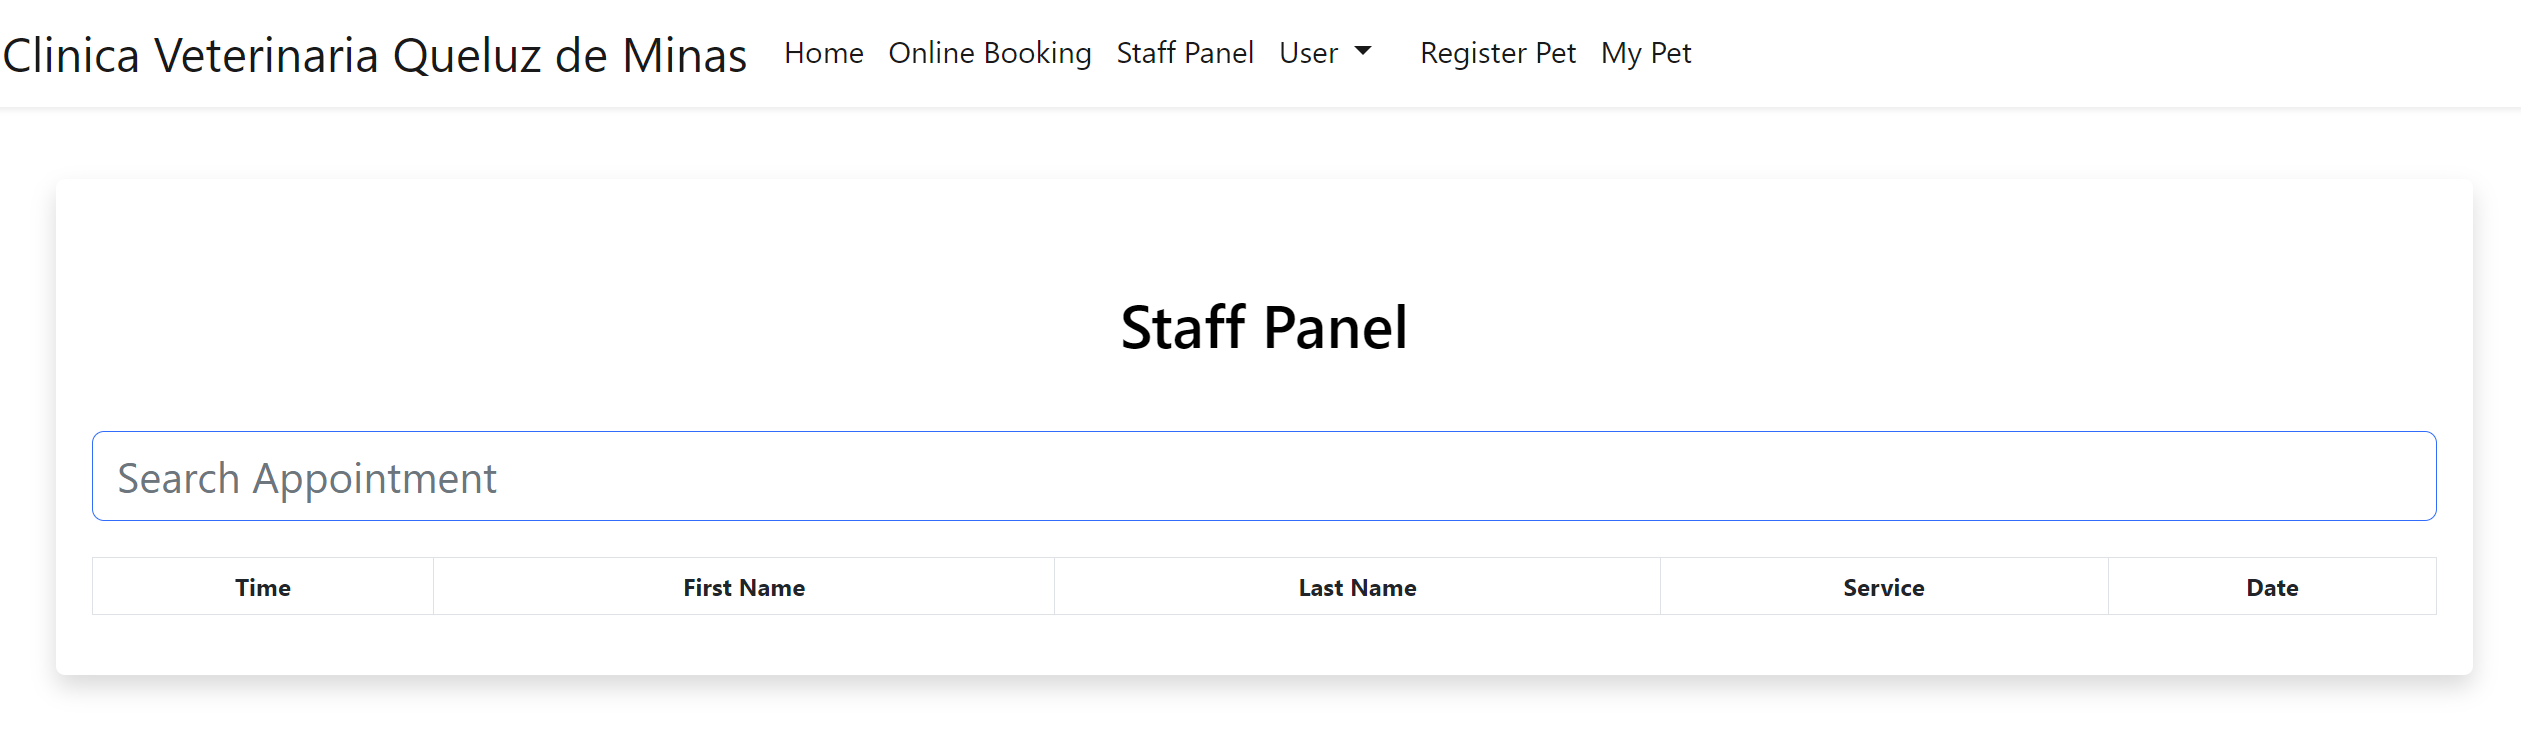 Clinica Veterinaria Queluz de Minas Home Online Booking Staff Panel User Register Pet My Pet
Staff Panel
Search Appointment
Time First Name Last Name Service Date